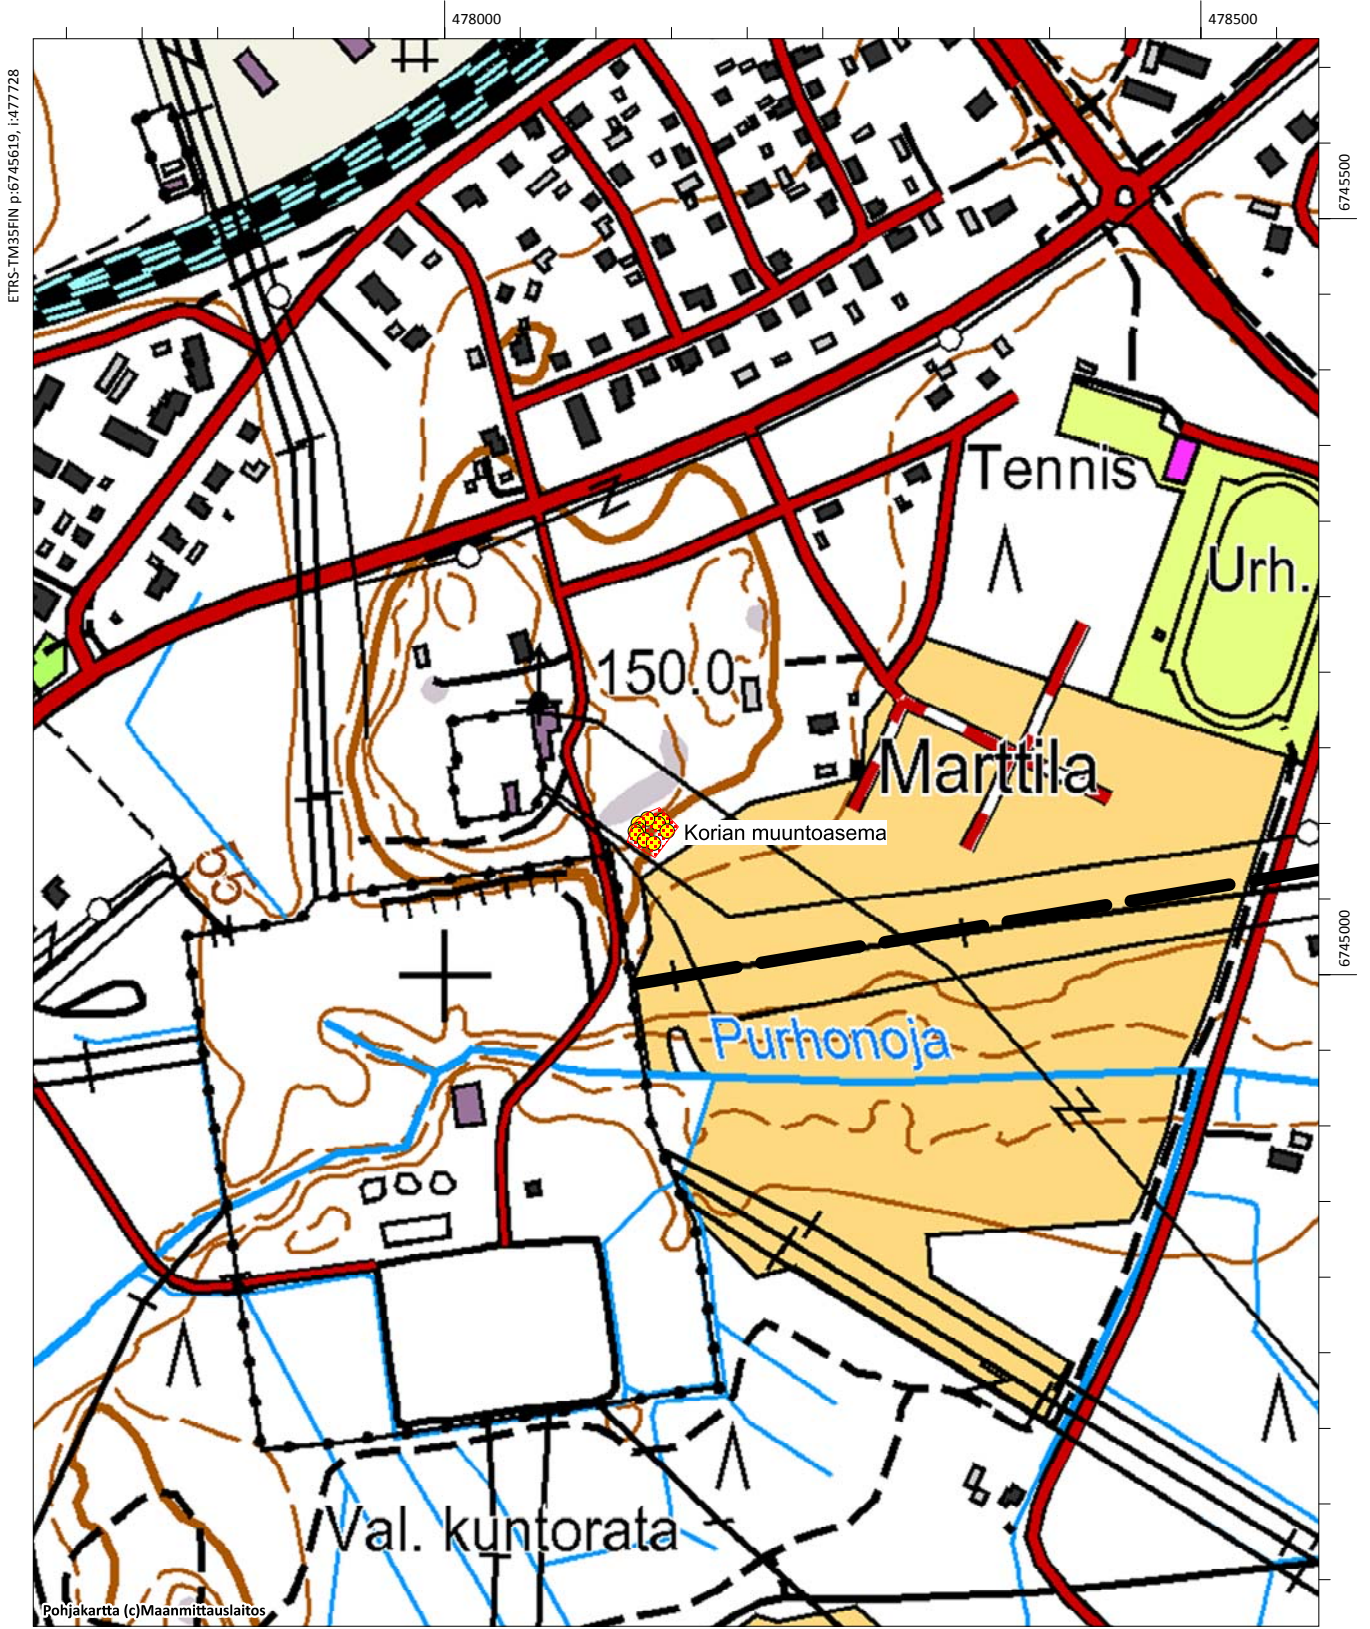 478000
478500
ETRS-TM35FIN p:6745619, i:477728
6745500
Tennis
Urh.
150.0
Marttila
Korian muuntoasema
6745000
Purhonoja
Val. kuntorata
Pohjakartta (c)Maanmittauslaitos